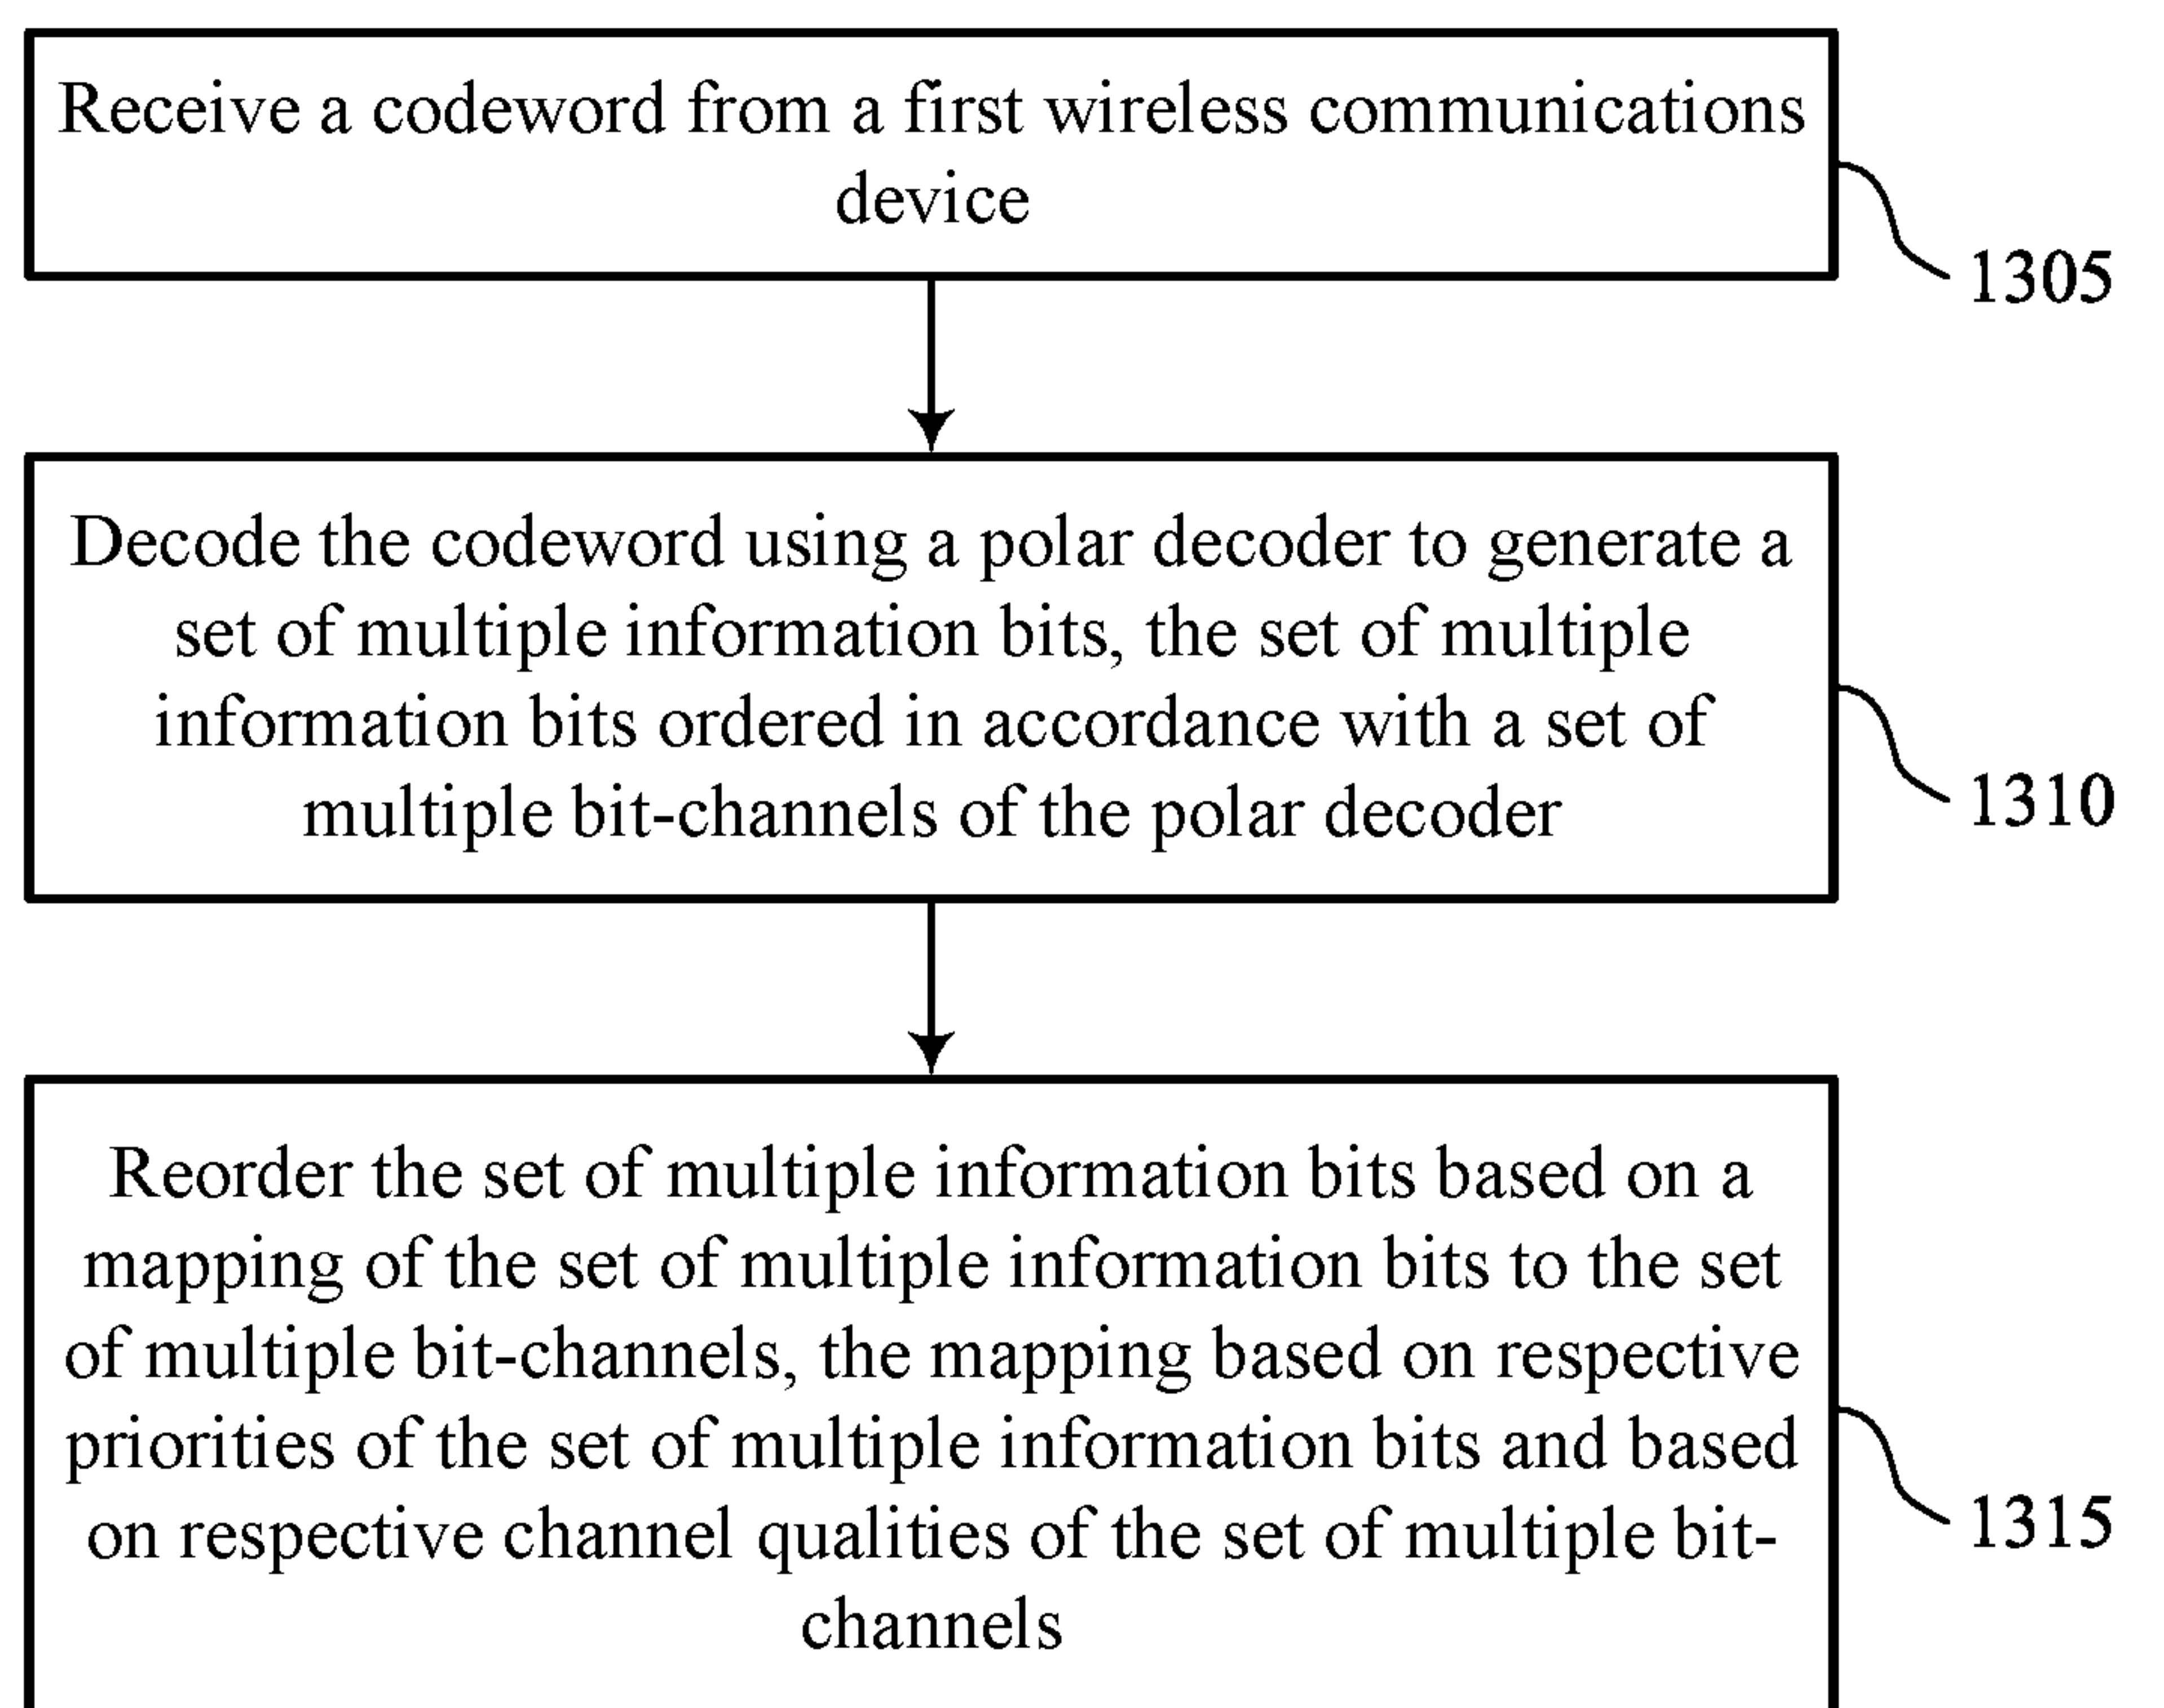 Receive a codeword from a first wireless communications
device
1305
Decode the codeword using a polar decoder to generate a
set of multiple information bits, the set of multiple
information bits ordered in accordance with a set of
multiple bit-channels of the polar decoder
1310
Reorder the set of multiple information bits based on a
mapping of the set of multiple information bits to the set
of multiple bit-channels, the mapping based on respective
priorities of the set of multiple information bits and based
on respective channel qualities of the set of multiple bit-
channels
1315